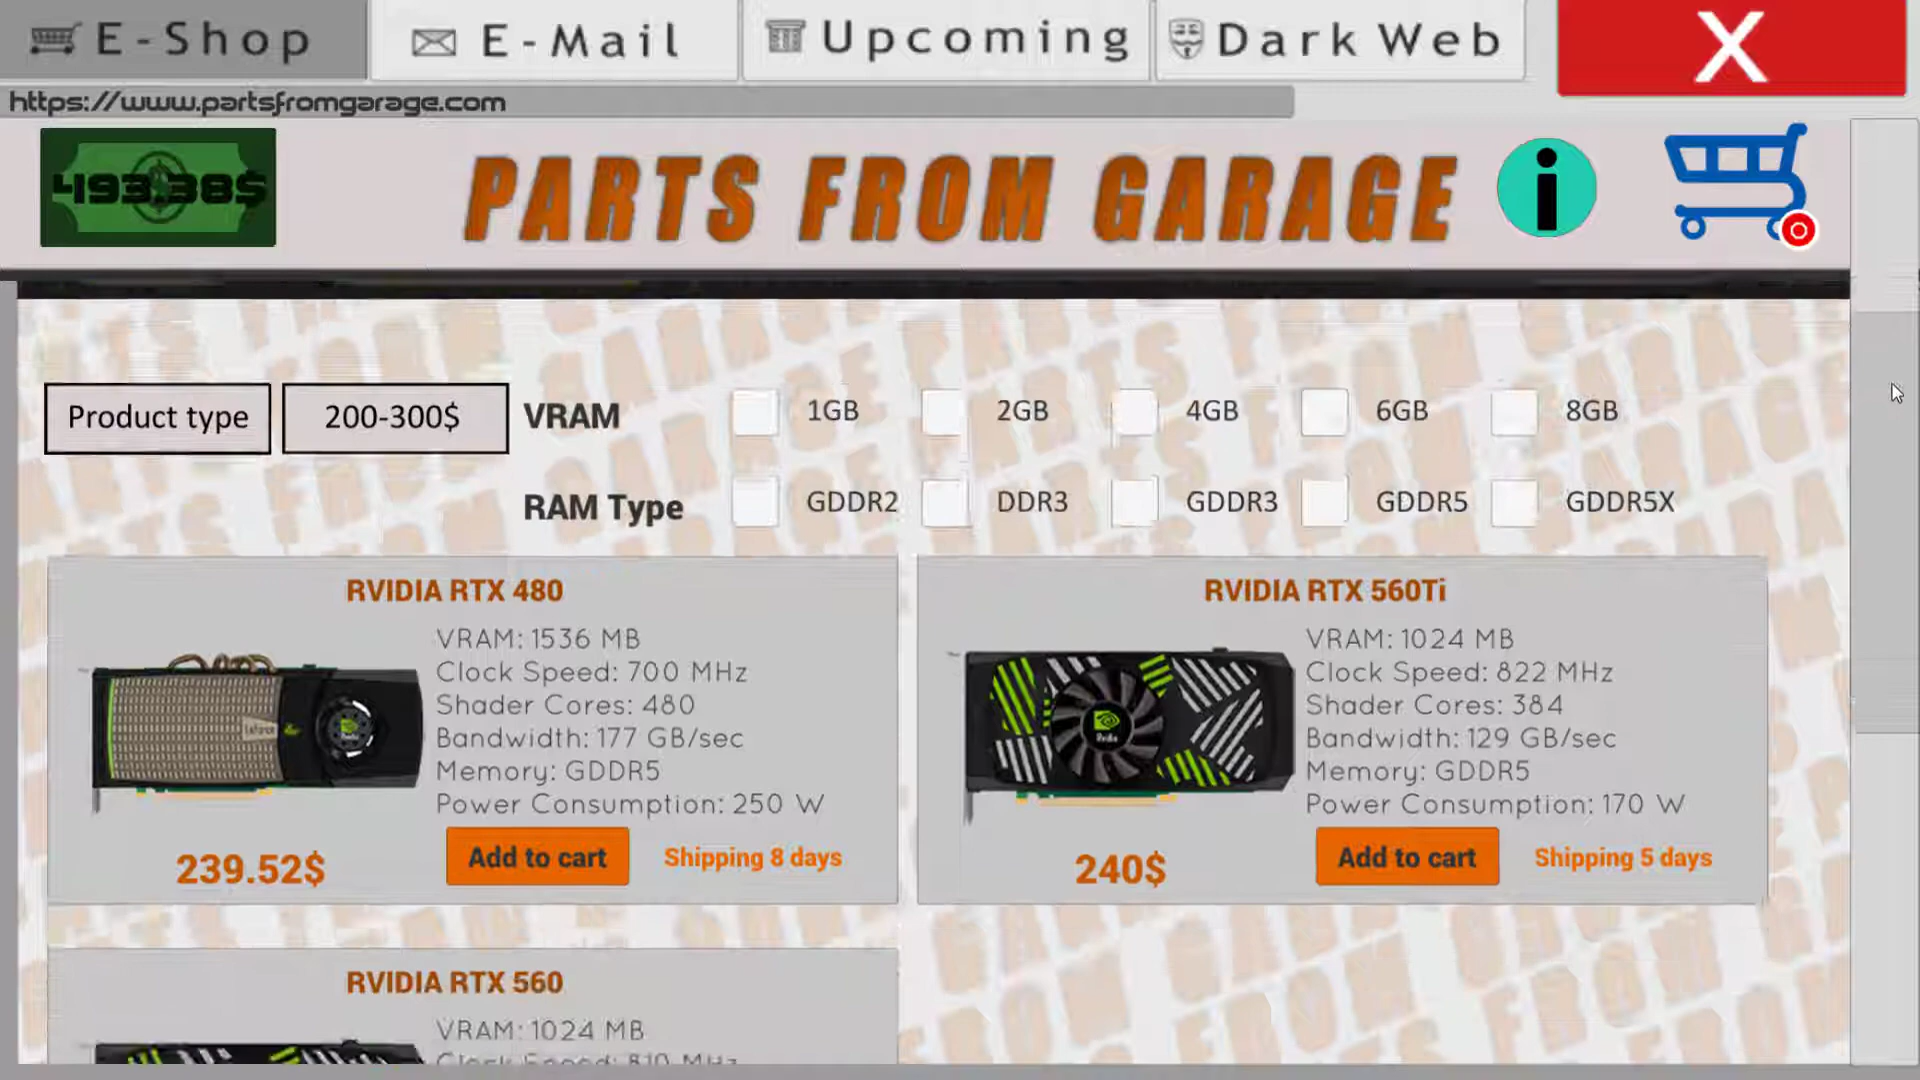 E-Shop
E-Mail
Upcoming
Dark Web
X
https://www.partsfromgarage.com
493.38$
PARTS FROM GARAGE
i
0
Product type
200-300$
VRAM
1GB
2GB
4GB
6GB
8GB
RAM Type
GDDR2
DDR3
GDDR3
GDDR5
GDDR5X
RVIDIA RTX 480
VRAM: 1536 MB
Clock Speed: 700 MHz
Shader Cores: 480
Bandwidth: 177 GB/sec
Memory: GDDR5
Power Consumption: 250 W
239.52$
Add to cart
Shipping 8 days
RVIDIA RTX 560Ti
VRAM: 1024 MB
Clock Speed: 822 MHz
Shader Cores: 384
Bandwidth: 129 GB/sec
Memory: GDDR5
Power Consumption: 170 W
240$
Add to cart
Shipping 5 days
RVIDIA RTX 560
VRAM: 1024 MB
Clock Speed: 810 MHz